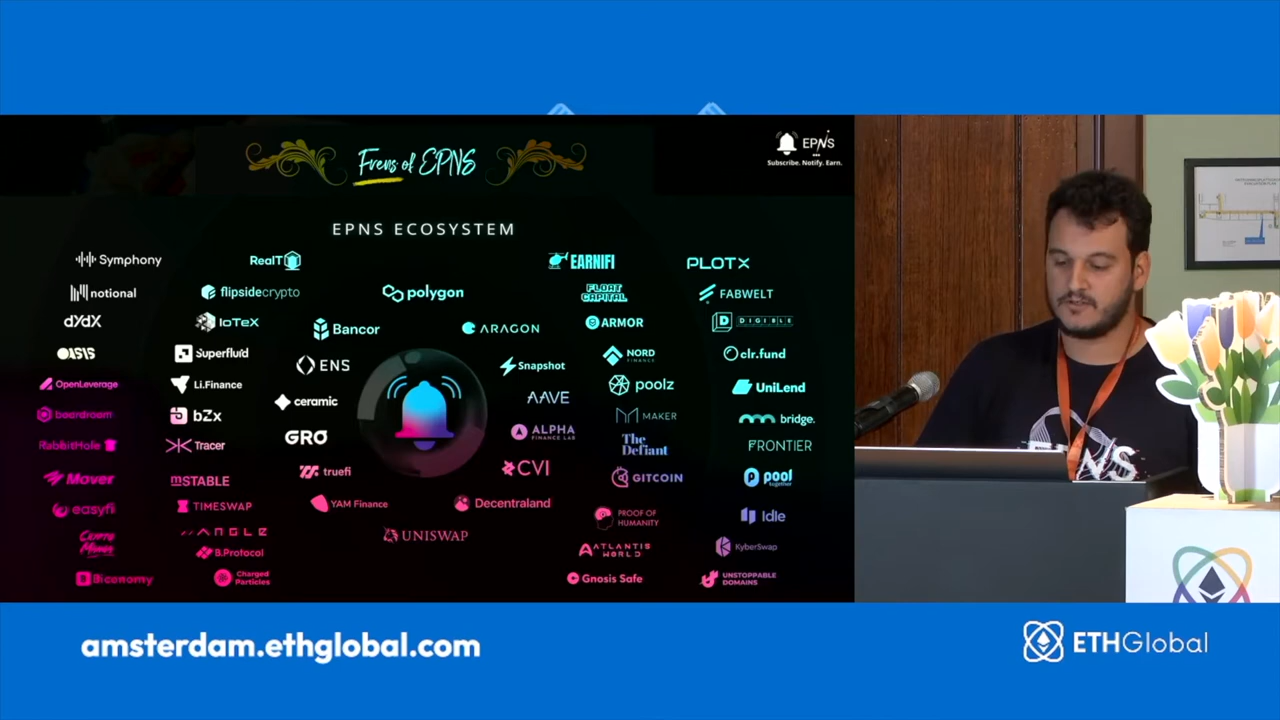 Frens of EPNS
EPNS
Subscribe. Notify. Earn.
EPNS ECOSYSTEM
Symphony
RealT
EARNIFI
PLOTX
notional
flipsidecrypto
polygon
FLOAT
CAPITAL
FABWELT
dYdX
IoTeX
Bancor
ARAGON
ARMOR
DIGIBLE
OASIS
Superfluid
ENS
Snapshot
NORD
FINANCE
clr.fund
OpenLeverage
Li.Finance
ceramic
AAVE
poolz
UniLend
boardroom
bZx
GRO
ALPHA
FINANCE LAB
MAKER
bridge.
RabbitHole
Tracer
The
Defiant
FRONTIER
Mover
mSTABLE
truefi
CVI
GITCOIN
pool
together
easyfi
TIMESWAP
YAM Finance
Decentraland
PROOF OF
HUMANITY
Idle
Crypto
Manga
ANGLE
B.Protocol
UNISWAP
ATLANTIS
WORLD
KyberSwap
Biconomy
Charged
Particles
Gnosis Safe
UNSTOPPABLE
DOMAINS
EPNS
amsterdam.ethglobal.com
ETHGlobal